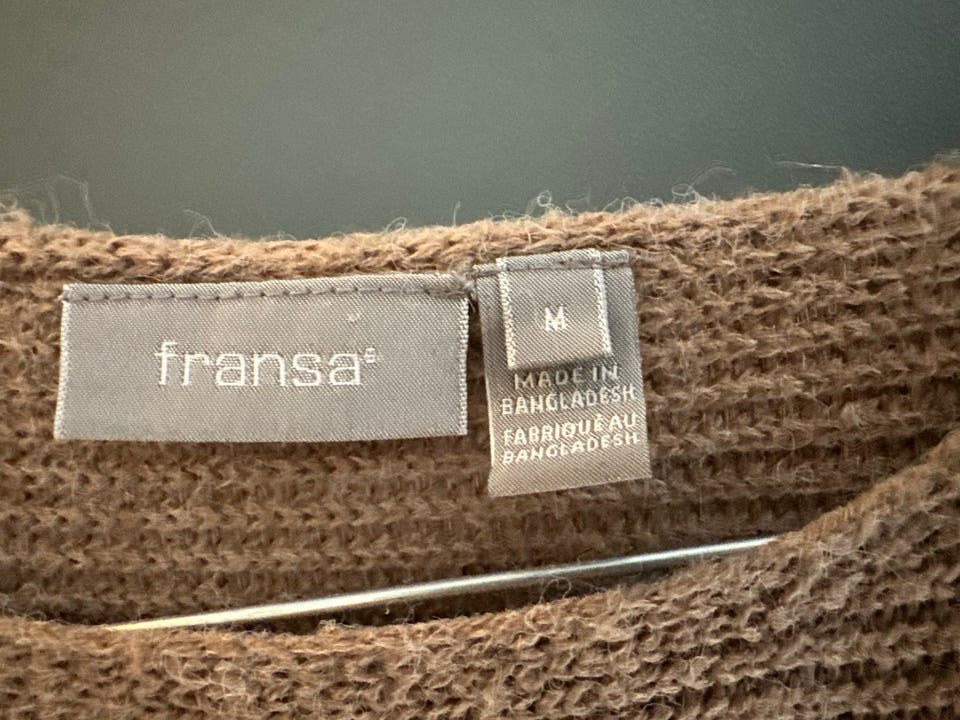 fransa®
M
MADE IN
BANGLADESH
FABRIQUÉ AU
BANGLADESH